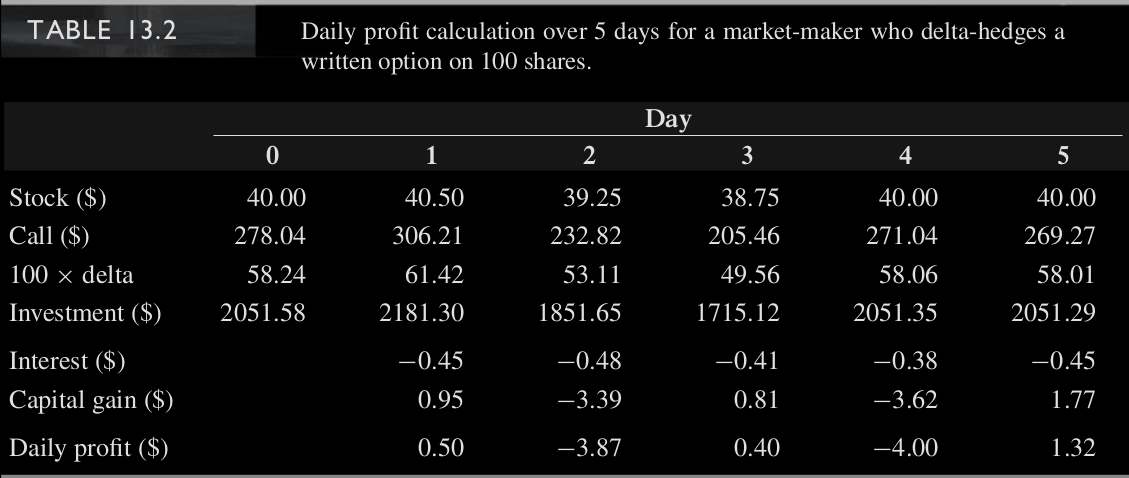 TABLE 13.2
Daily profit calculation over 5 days for a market-maker who delta-hedges a
written option on 100 shares.
Day
0 1 2 3 4 5
Stock ($) 40.00 40.50 39.25 38.75 40.00 40.00
Call ($) 278.04 306.21 232.82 205.46 271.04 269.27
100 × delta 58.24 61.42 53.11 49.56 58.06 58.01
Investment ($) 2051.58 2181.30 1851.65 1715.12 2051.35 2051.29
Interest ($) −0.45 −0.48 −0.41 −0.38 −0.45
Capital gain ($) 0.95 −3.39 0.81 −3.62 1.77
Daily profit ($) 0.50 −3.87 0.40 −4.00 1.32